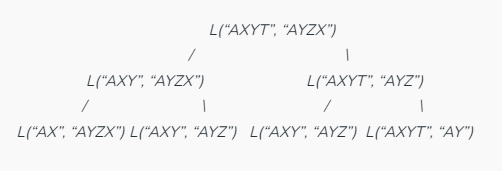 L(“AXYT”, “AYZX”)
/ \
L(“AXY”, “AYZX”) L(“AXYT”, “AYZ”)
/ \ / \
L(“AX”, “AYZX”) L(“AXY”, “AYZ”) L(“AXY”, “AYZ”) L(“AXYT”, “AY”)